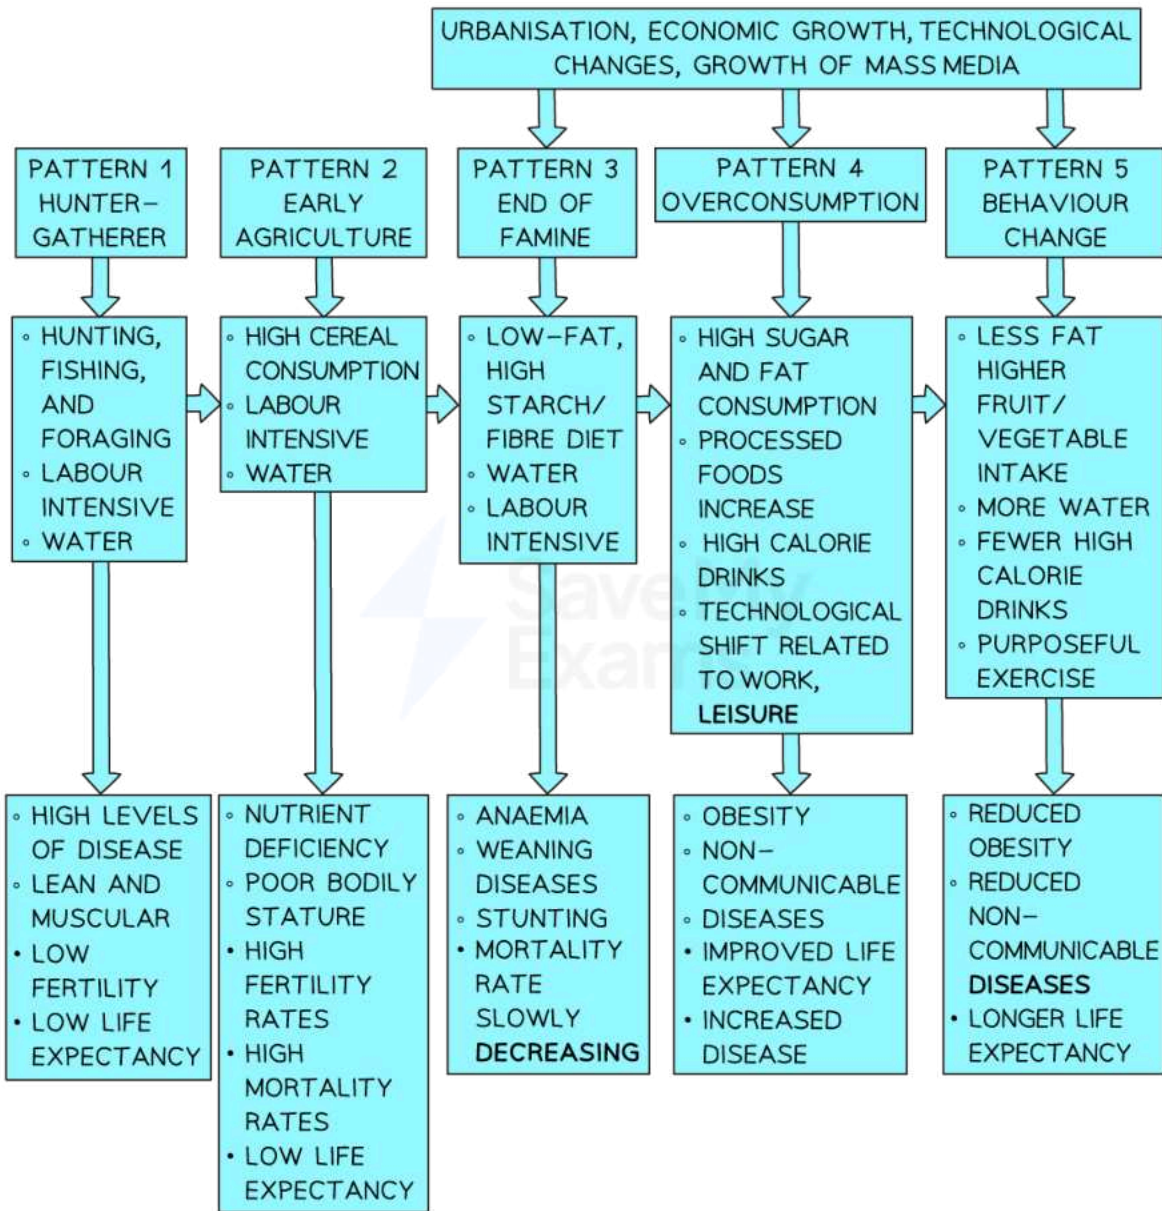 URBANISATION, ECONOMIC GROWTH, TECHNOLOGICAL
CHANGES, GROWTH OF MASS MEDIA
PATTERN 1
HUNTER-
GATHERER
PATTERN 2
EARLY
AGRICULTURE
PATTERN 3
END OF
FAMINE
PATTERN 4
OVERCONSUMPTION
PATTERN 5
BEHAVIOUR
CHANGE
◦ HUNTING,
FISHING,
AND
FORAGING
◦ LABOUR
INTENSIVE
◦ WATER
◦ HIGH CEREAL
CONSUMPTION
◦ LABOUR
INTENSIVE
◦ WATER
◦ LOW-FAT,
HIGH
STARCH/
FIBRE DIET
◦ WATER
◦ LABOUR
INTENSIVE
◦ HIGH SUGAR
AND FAT
CONSUMPTION
◦ PROCESSED
FOODS
INCREASE
◦ HIGH CALORIE
DRINKS
◦ TECHNOLOGICAL
SHIFT RELATED
TO WORK,
LEISURE
◦ LESS FAT
HIGHER
FRUIT/
VEGETABLE
INTAKE
◦ MORE WATER
◦ FEWER HIGH
CALORIE
DRINKS
◦ PURPOSEFUL
EXERCISE
Save My
Exams
◦ HIGH LEVELS
OF DISEASE
◦ LEAN AND
MUSCULAR
• LOW
FERTILITY
• LOW LIFE
EXPECTANCY
◦ NUTRIENT
DEFICIENCY
◦ POOR BODILY
STATURE
• HIGH
FERTILITY
RATES
• HIGH
MORTALITY
RATES
• LOW LIFE
EXPECTANCY
◦ ANAEMIA
◦ WEANING
DISEASES
◦ STUNTING
• MORTALITY
RATE
SLOWLY
DECREASING
◦ OBESITY
◦ NON-
COMMUNICABLE
◦ DISEASES
• IMPROVED LIFE
EXPECTANCY
• INCREASED
DISEASE
◦ REDUCED
OBESITY
◦ REDUCED
NON-
COMMUNICABLE
DISEASES
• LONGER LIFE
EXPECTANCY